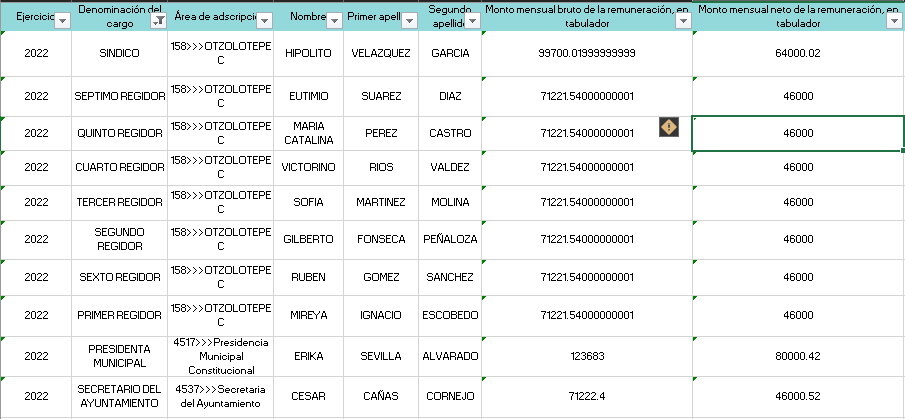 Ejercicio Denominación del cargo Área de adscripci Nombre Primer apell Segundo apellido Monto mensual bruto de la remuneración, en tabulador Monto mensual neto de la remuneración, en tabulador
2022 SINDICO 158>>>OTZOLOTEPEC HIPOLITO VELAZQUEZ GARCIA 99700.01999999999 64000.02
2022 SEPTIMO REGIDOR 158>>>OTZOLOTEPEC EUTIMIO SUAREZ DIAZ 71221.54000000001 46000
2022 QUINTO REGIDOR 158>>>OTZOLOTEPEC MARIA CATALINA PEREZ CASTRO 71221.54000000001 46000
2022 CUARTO REGIDOR 158>>>OTZOLOTEPEC VICTORINO RIOS VALDEZ 71221.54000000001 46000
2022 TERCER REGIDOR 158>>>OTZOLOTEPEC SOFIA MARTINEZ MOLINA 71221.54000000001 46000
2022 SEGUNDO REGIDOR 158>>>OTZOLOTEPEC GILBERTO FONSECA PEÑALOZA 71221.54000000001 46000
2022 SEXTO REGIDOR 158>>>OTZOLOTEPEC RUBEN GOMEZ SANCHEZ 71221.54000000001 46000
2022 PRIMER REGIDOR 158>>>OTZOLOTEPEC MIREYA IGNACIO ESCOBEDO 71221.54000000001 46000
2022 PRESIDENTA MUNICIPAL 4517>>>Presidencia Municipal Constitucional ERIKA SEVILLA ALVARADO 123683 80000.42
2022 SECRETARIO DEL AYUNTAMIENTO 4537>>>Secretaria del Ayuntamiento CESAR CAÑAS CORNEJO 71222.4 46000.52